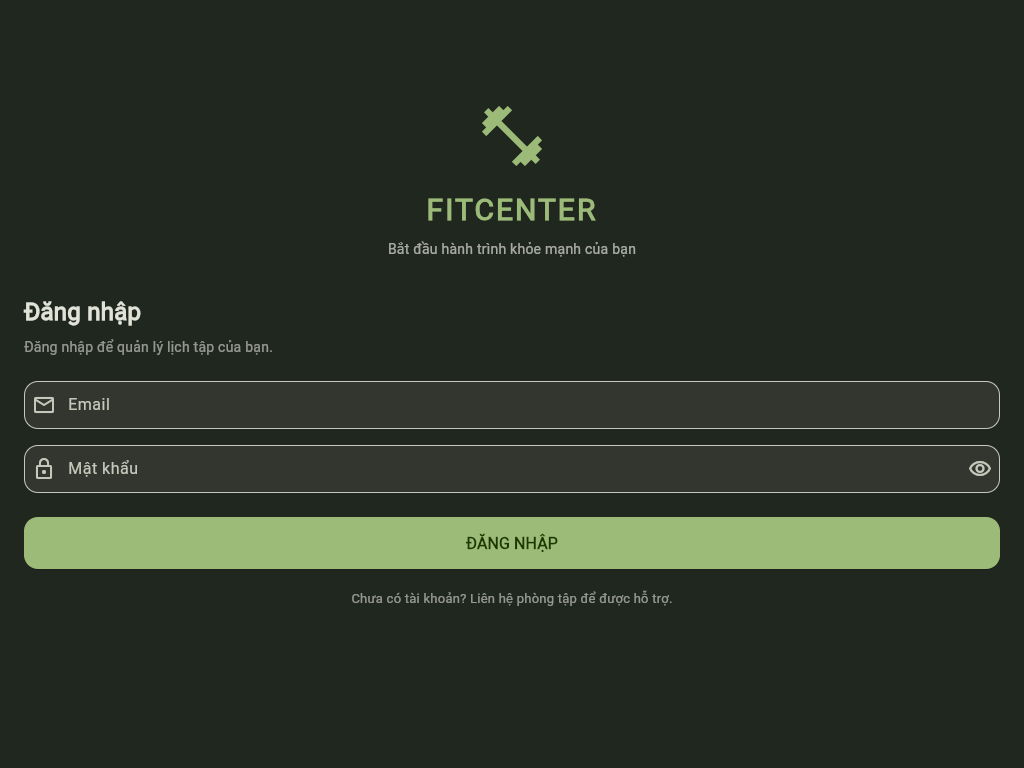 FITCENTER
Bắt đầu hành trình khỏe mạnh của bạn
Đăng nhập
Đăng nhập để quản lý lịch tập của bạn.
Email
Mật khẩu
ĐĂNG NHẬP
Chưa có tài khoản? Liên hệ phòng tập để được hỗ trợ.